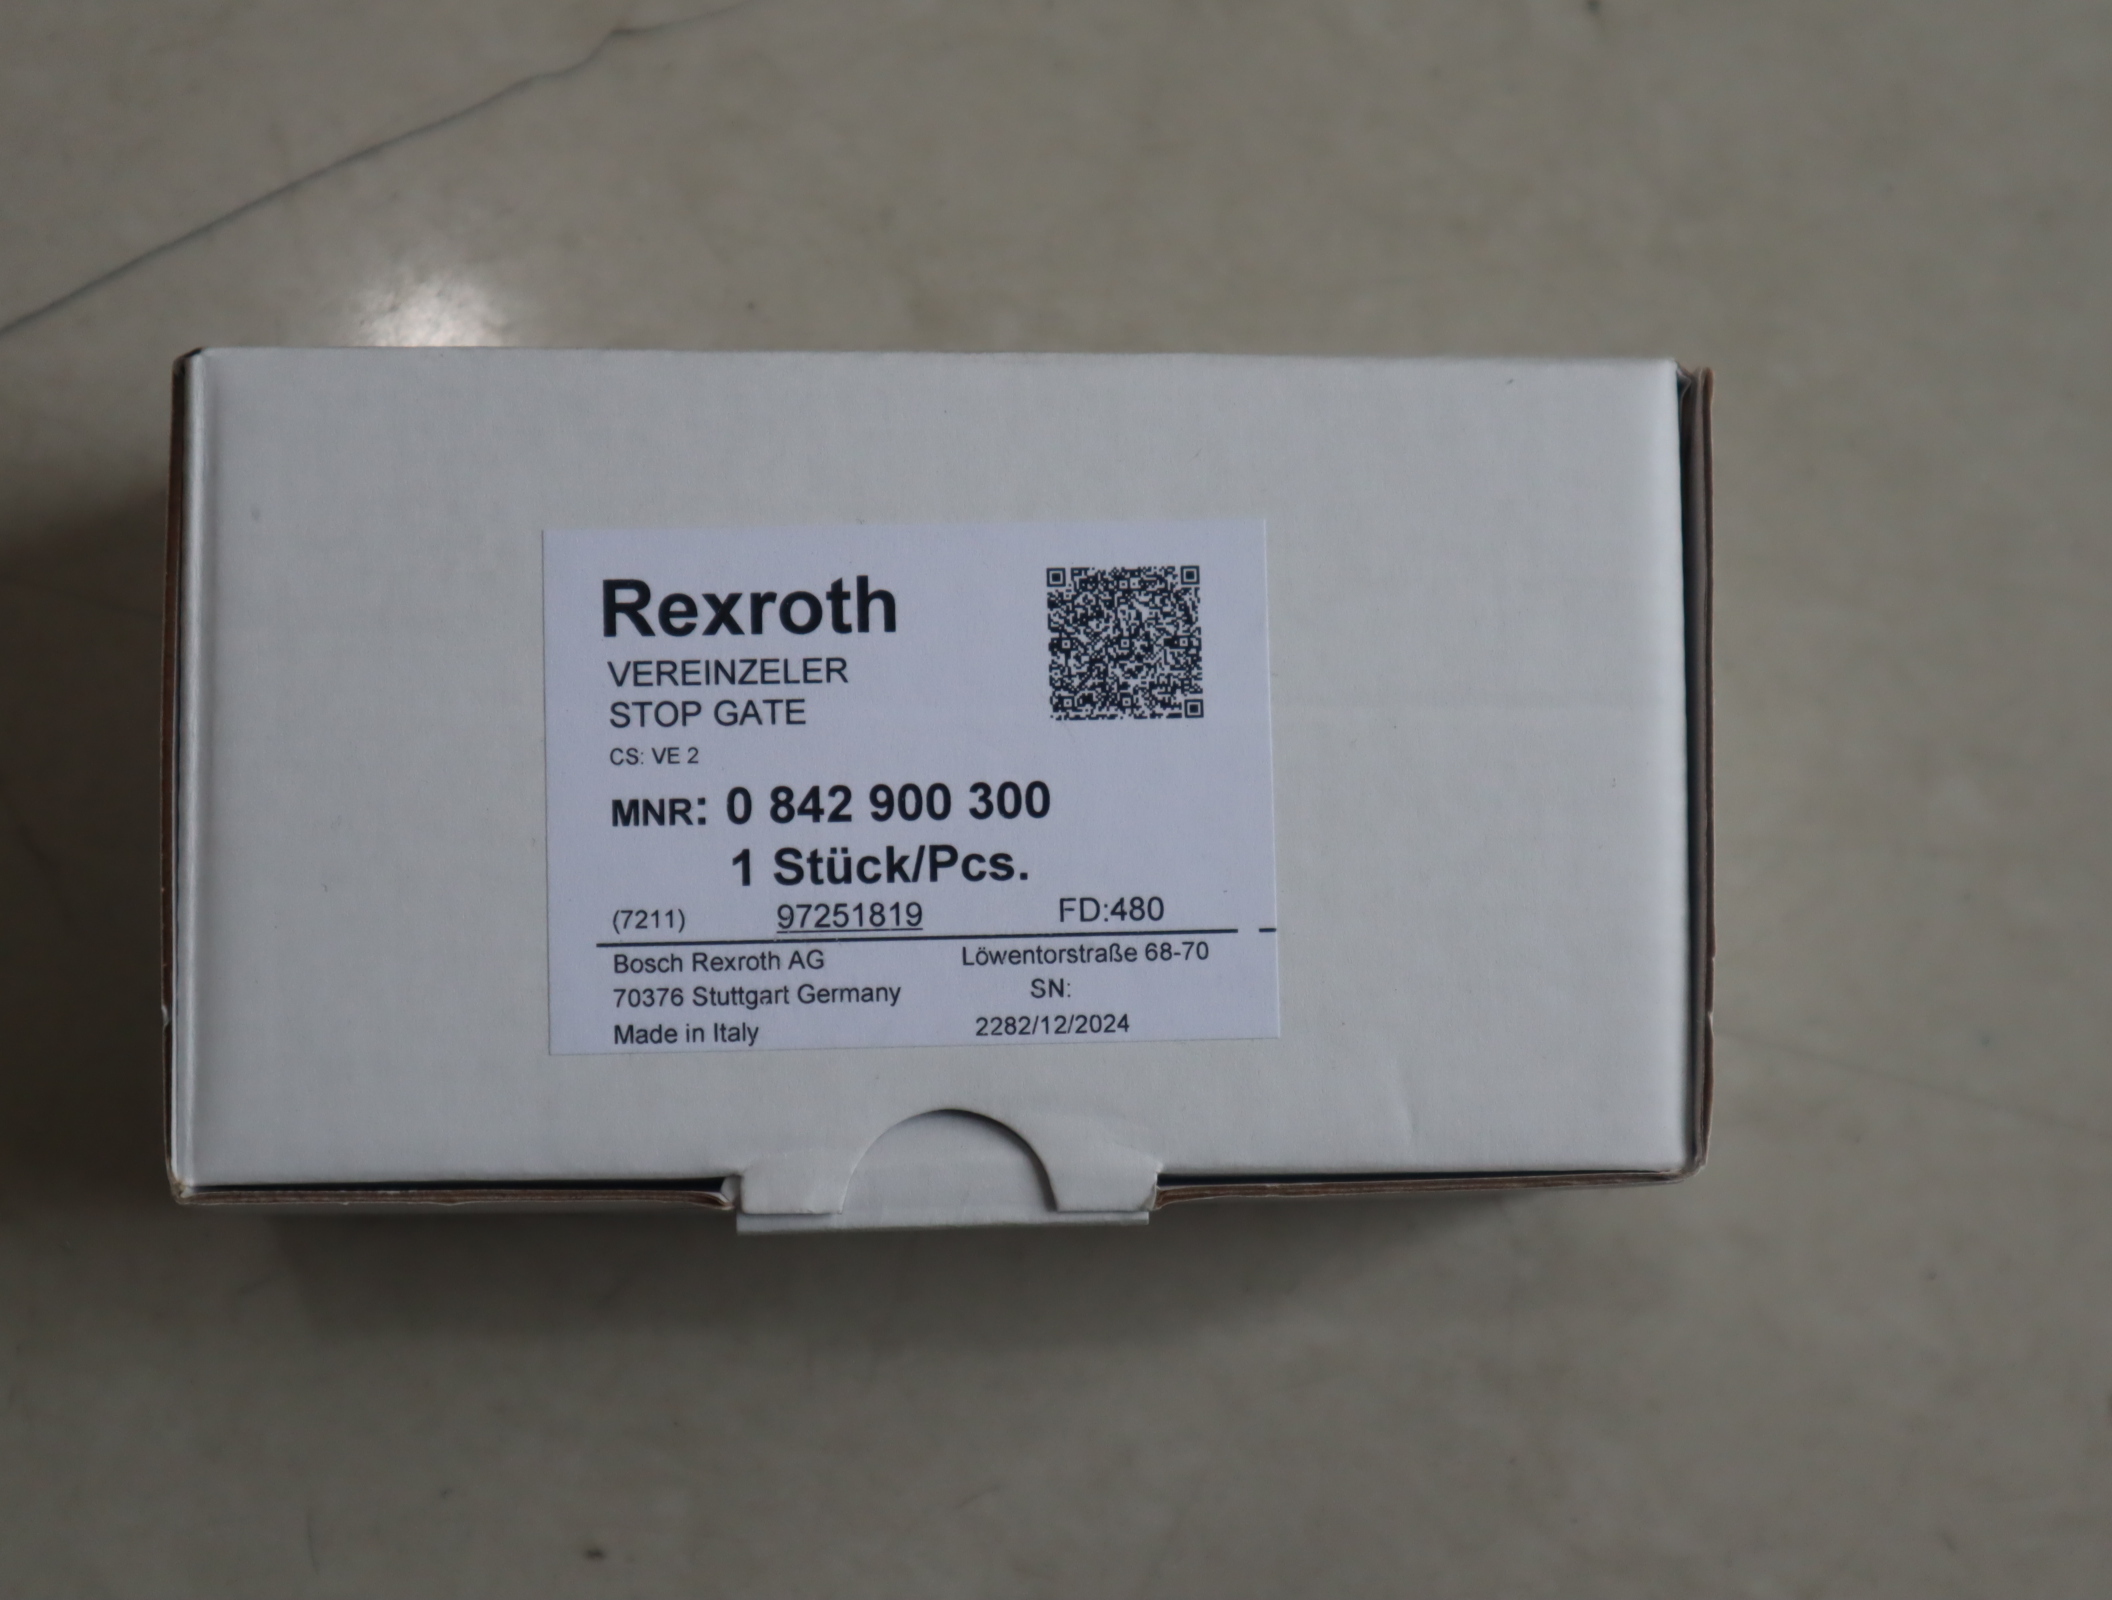 Rexroth
VEREINZELER
STOP GATE
CS: VE 2
MNR: 0 842 900 300
1 Stück/Pcs.
(7211) 97251819 FD:480
Bosch Rexroth AG Löwentorstraße 68-70
70376 Stuttgart Germany SN:
Made in Italy 2282/12/2024